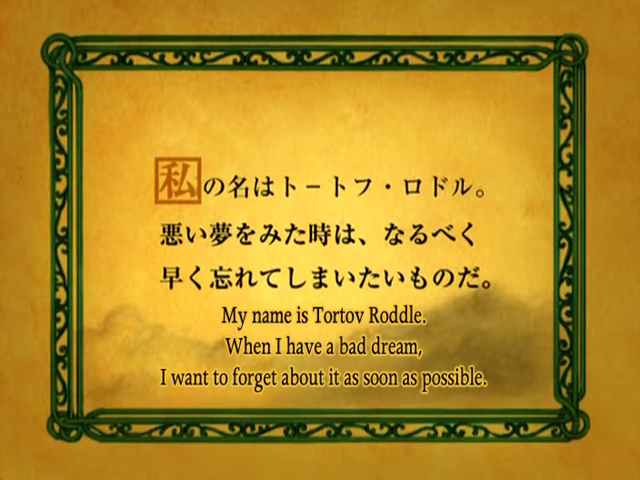 私の名はトートフ・ロドル。
悪い夢をみた時は、なるべく
早く忘れてしまいたいものだ。
My name is Tortov Roddle.
When I have a bad dream,
I want to forget about it as soon as possible.